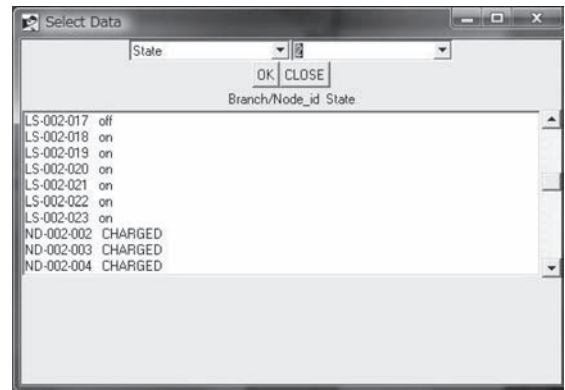 Select Data
State
OK CLOSE
Branch/Node_id State
LS-002-017 off
LS-002-018 on
LS-002-019 on
LS-002-020 on
LS-002-021 on
LS-002-022 on
LS-002-023 on
ND-002-002 CHARGED
ND-002-003 CHARGED
ND-002-004 CHARGED